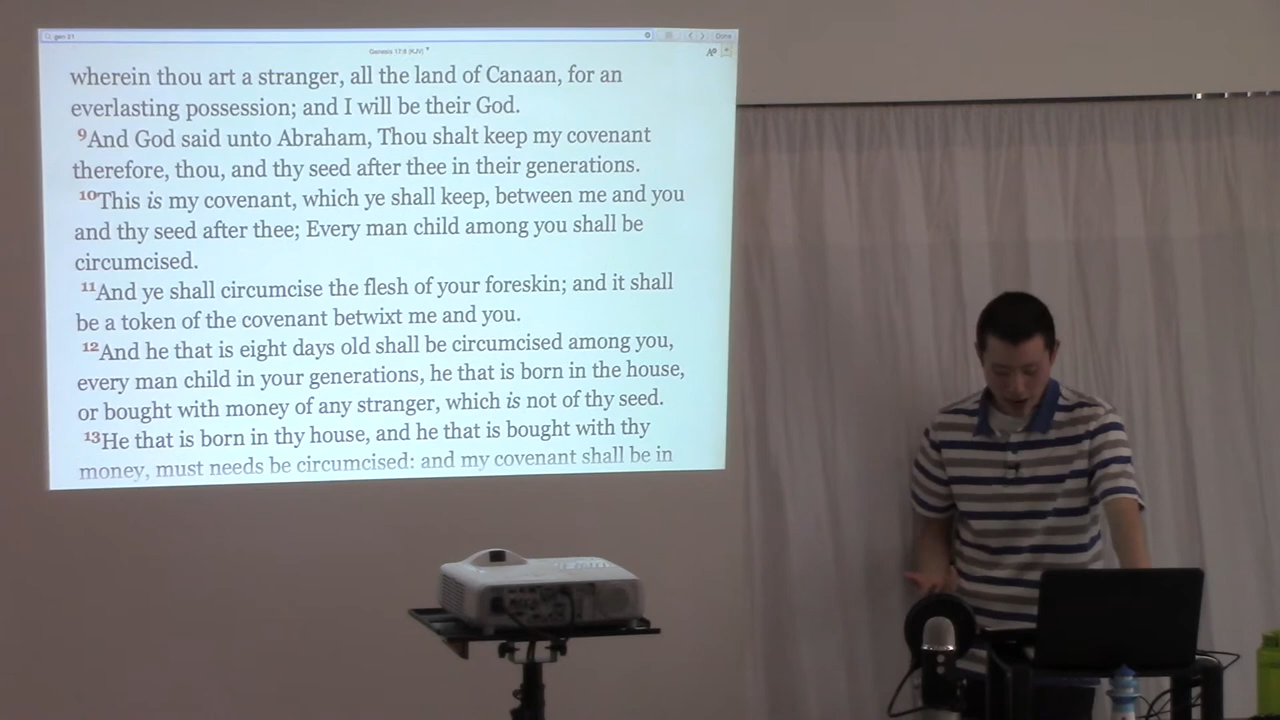 gen 21
Done
Genesis 17:8 (KJV)
wherein thou art a stranger, all the land of Canaan, for an
everlasting possession; and I will be their God.
9And God said unto Abraham, Thou shalt keep my covenant
therefore, thou, and thy seed after thee in their generations.
10This is my covenant, which ye shall keep, between me and you
and thy seed after thee; Every man child among you shall be
circumcised.
11And ye shall circumcise the flesh of your foreskin; and it shall
be a token of the covenant betwixt me and you.
12And he that is eight days old shall be circumcised among you,
every man child in your generations, he that is born in the house,
or bought with money of any stranger, which is not of thy seed.
13He that is born in thy house, and he that is bought with thy
money, must needs be circumcised: and my covenant shall be in